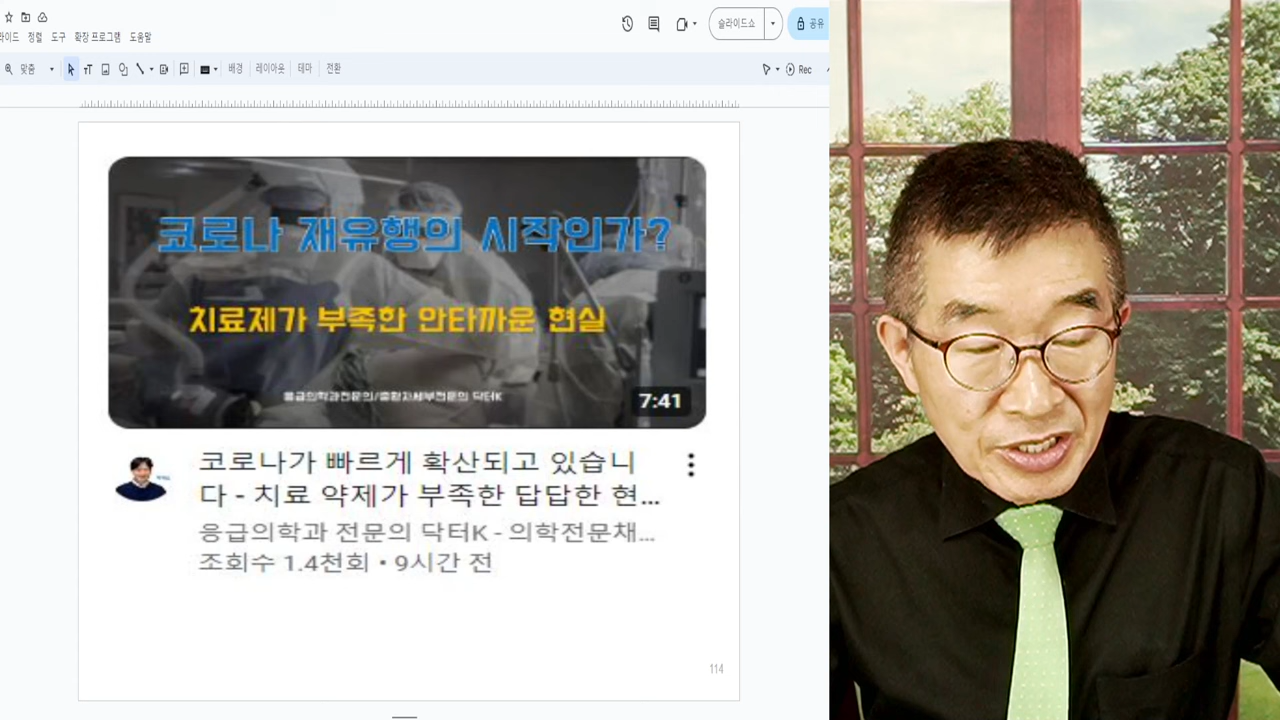 라이드 정렬 도구 확장 프로그램 도움말
슬라이드쇼
공유
맞춤
배경 레이아웃 테마 전환
Rec
코로나 재유행의 시작인가?
치료제가 부족한 안타까운 현실
응급의학과전문의/중환자세부전문의 닥터K
7:41
코로나가 빠르게 확산되고 있습니
다 - 치료 약제가 부족한 답답한 현...
응급의학과 전문의 닥터K - 의학전문채...
조회수 1.4천회 • 9시간 전
114